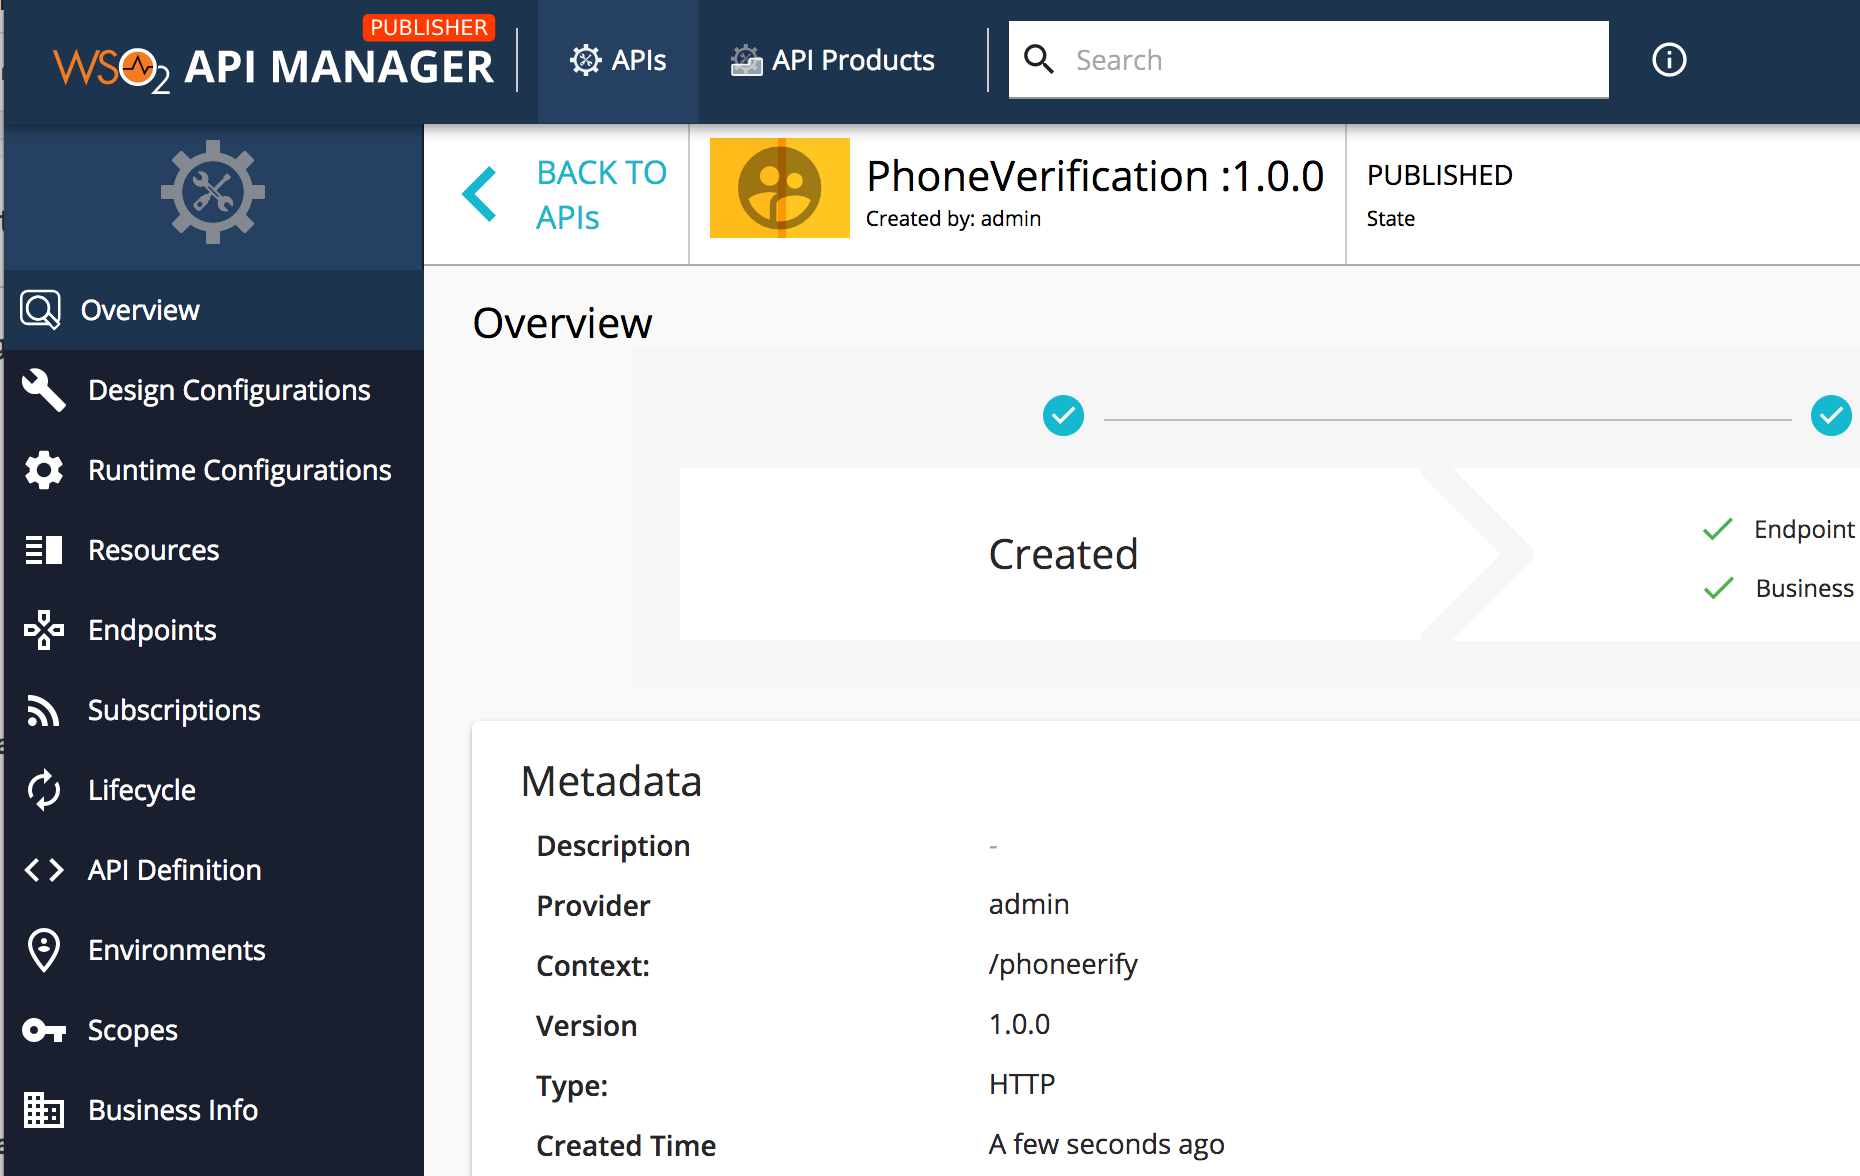 PUBLISHER
WSO2 API MANAGER
APIs
API Products
Search
BACK TO
APIs
PhoneVerification :1.0.0
Created by: admin
PUBLISHED
State
Overview
Design Configurations
Runtime Configurations
Resources
Endpoints
Subscriptions
Lifecycle
API Definition
Environments
Scopes
Business Info
Overview
Created
Endpoint
Business
Metadata
Description -
Provider admin
Context: /phoneerify
Version 1.0.0
Type: HTTP
Created Time A few seconds ago